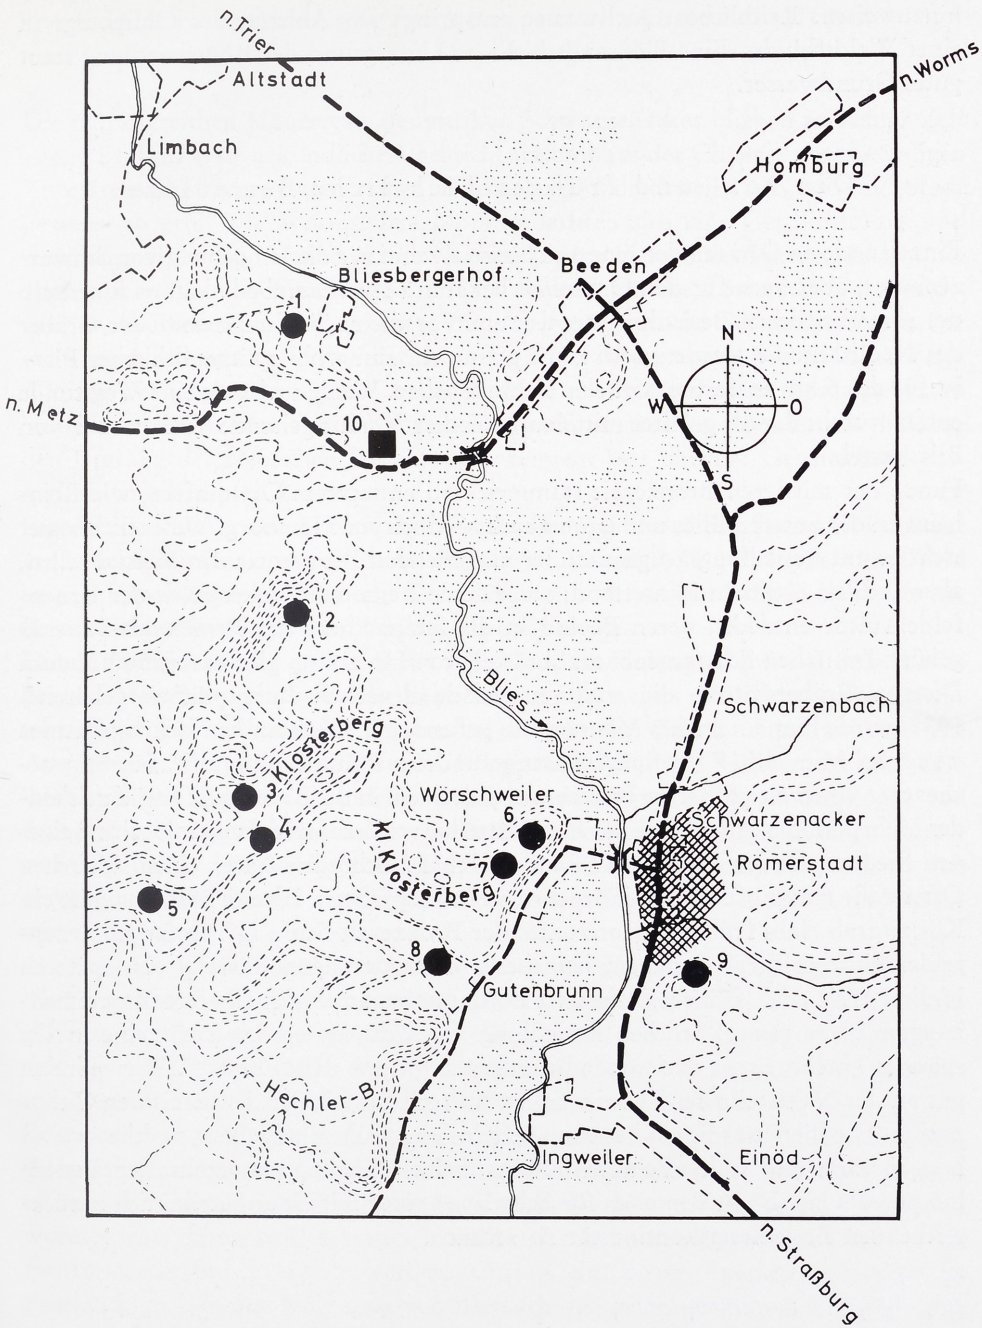 n. Trier
Altstadt
n. Worms
Limbach
Homburg
Bliesbergerhof
Beeden
1
N
W
O
S
n. Metz
10
2
Blies
Schwarzenbach
Klosterberg
3
Wörschweiler
6
Schwarzenacker
4
Kl Klosterberg
7
Römerstadt
5
8
9
Gutenbrunn
Hechler-B.
Ingweiler
Einöd
n. Straßburg